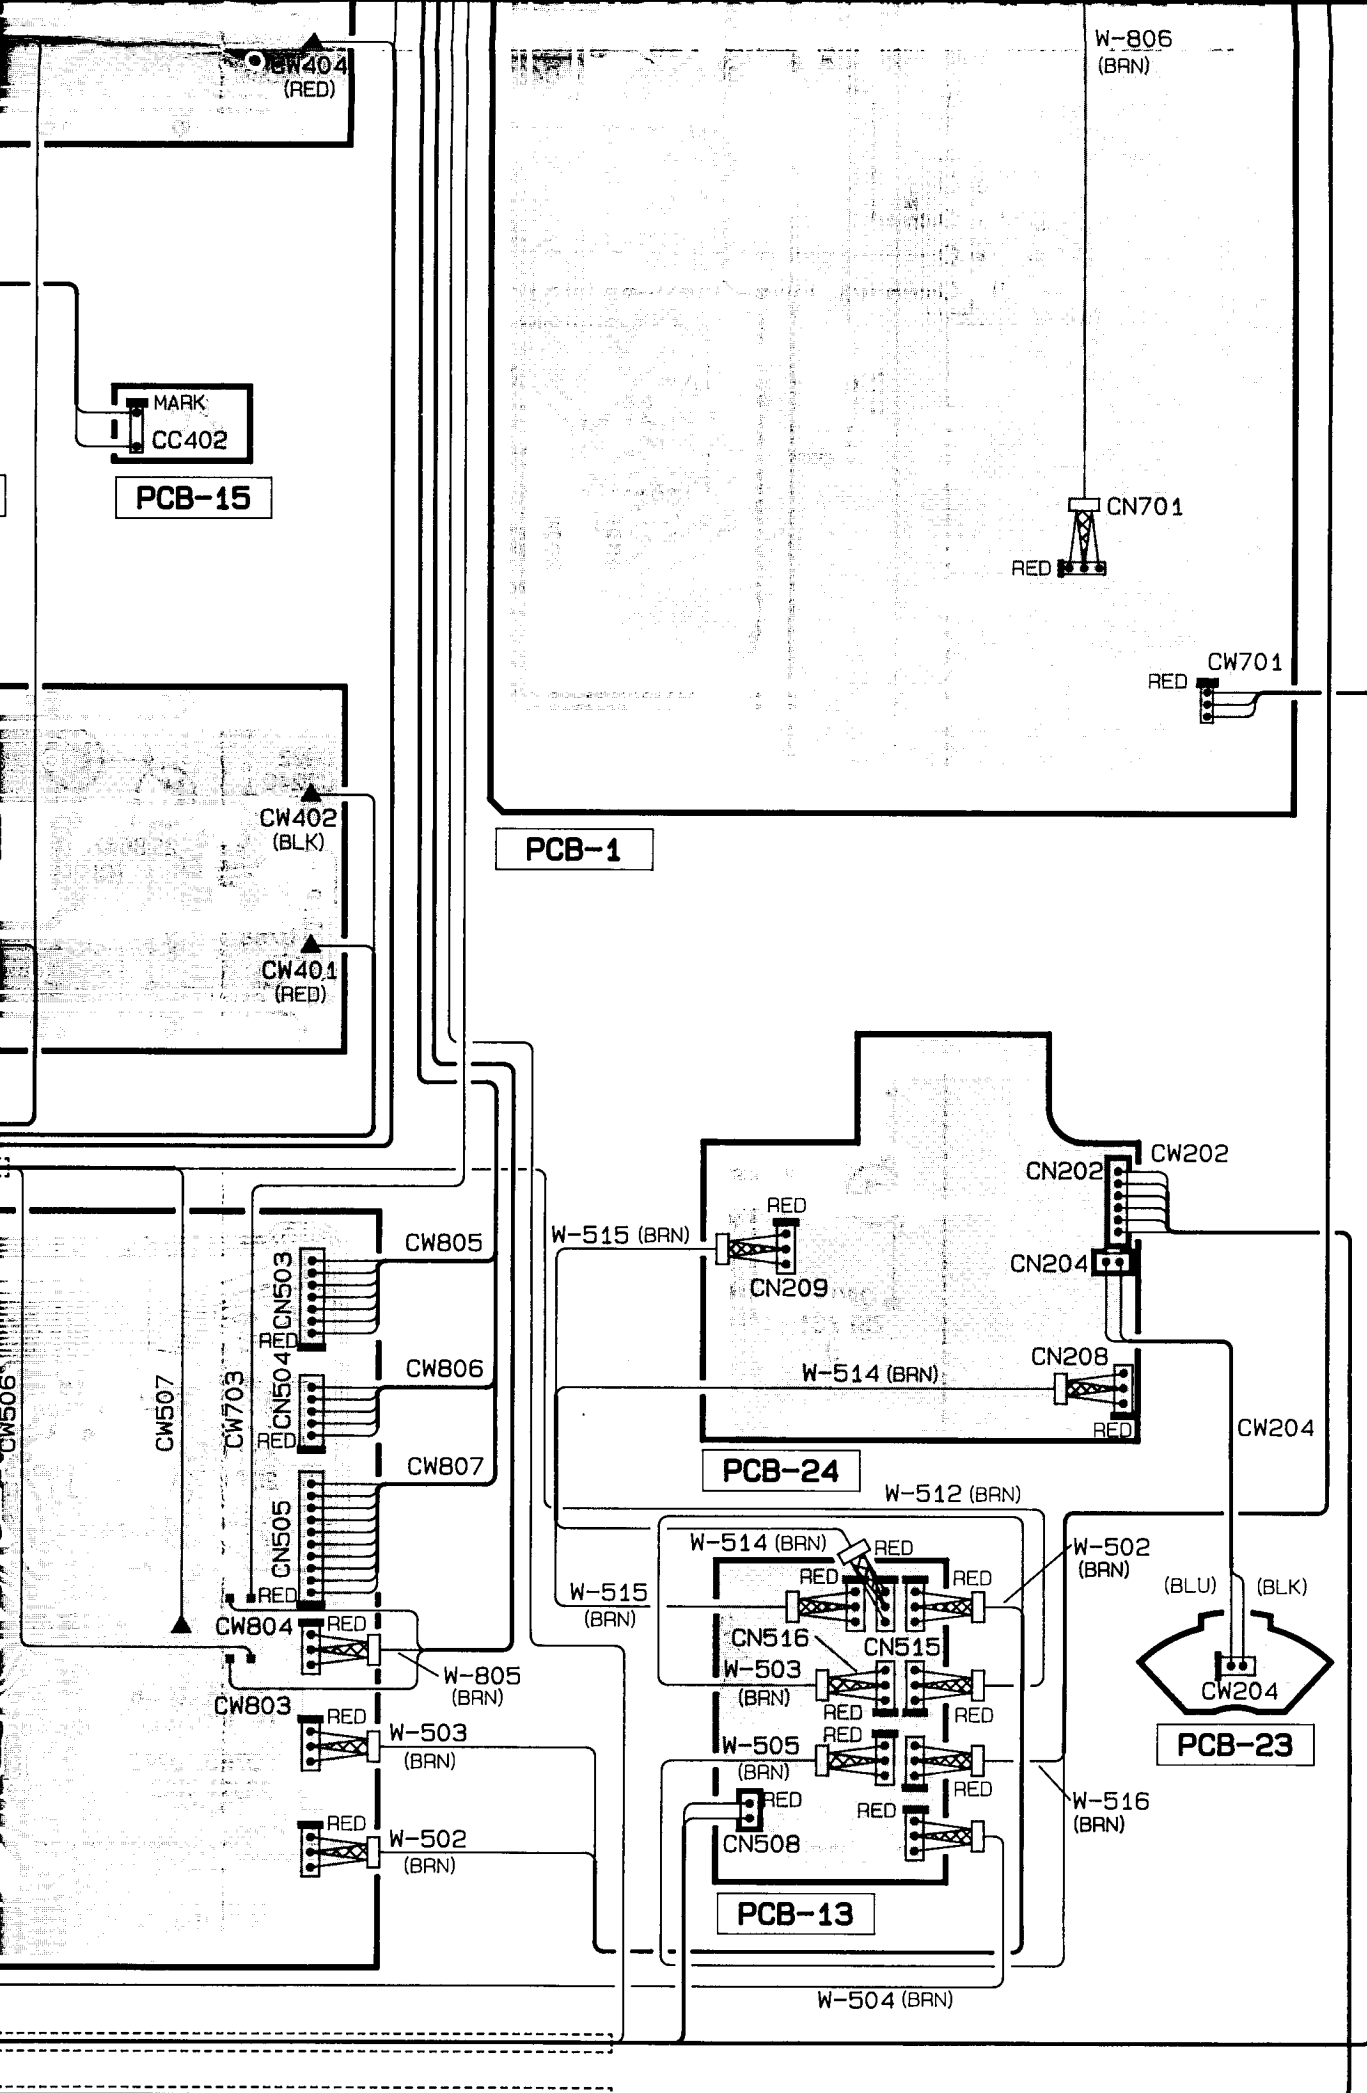 W-806
(BRN)
CW404
(RED)
MARK
CC402
PCB-15
CN701
RED
CW701
RED
CW402
(BLK)
PCB-1
CW401
(RED)
CW202
CN202
RED
W-515 (BRN)
CW805
CN503
RED
CN209
CN204
CN208
W-514 (BRN)
RED
CW806
CN504
RED
CW506
CW507
CW703
CW204
CW807
CN505
RED
PCB-24
W-512 (BRN)
W-514 (BRN)
RED
W-502
(BRN)
RED
RED
(BLU)
(BLK)
W-515
(BRN)
CW804
RED
CN516
CN515
W-503
(BRN)
W-805
(BRN)
CW803
RED
RED
RED
CW204
W-503
(BRN)
RED
W-505
(BRN)
PCB-23
RED
RED
RED
W-516
(BRN)
CN508
W-502
(BRN)
RED
PCB-13
W-504 (BRN)